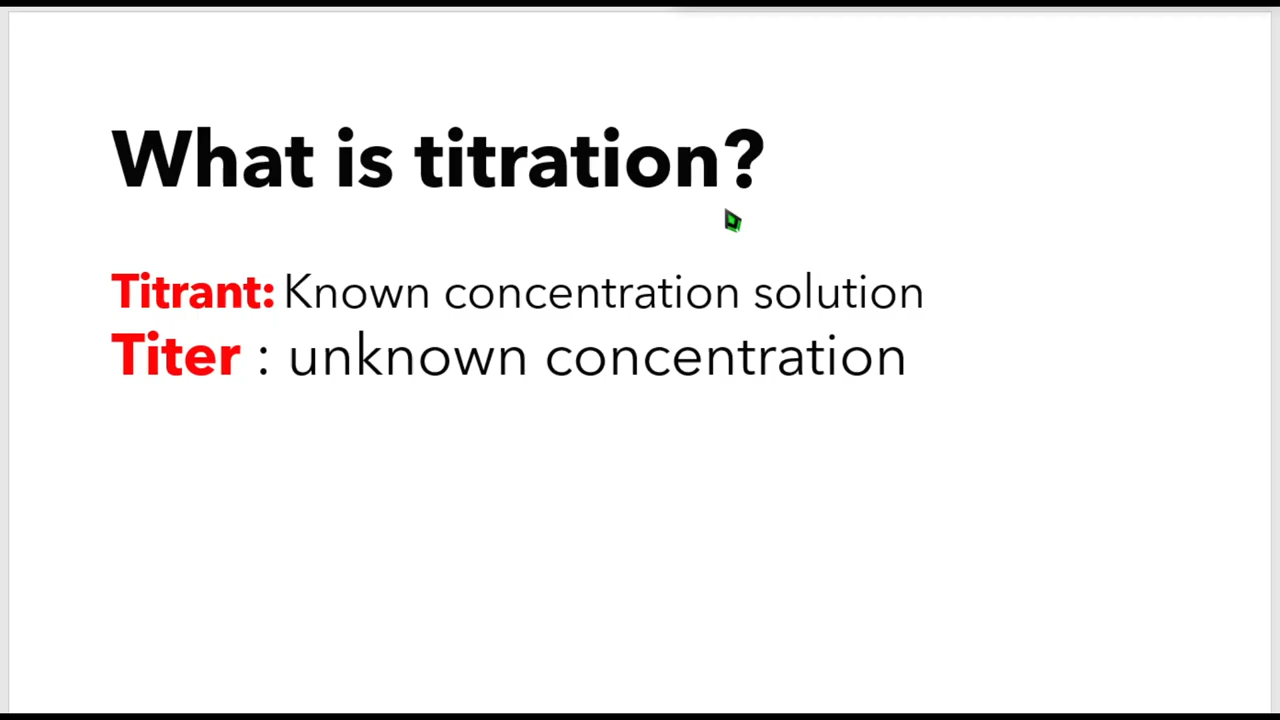 What is titration?
Titrant: Known concentration solution
Titer : unknown concentration